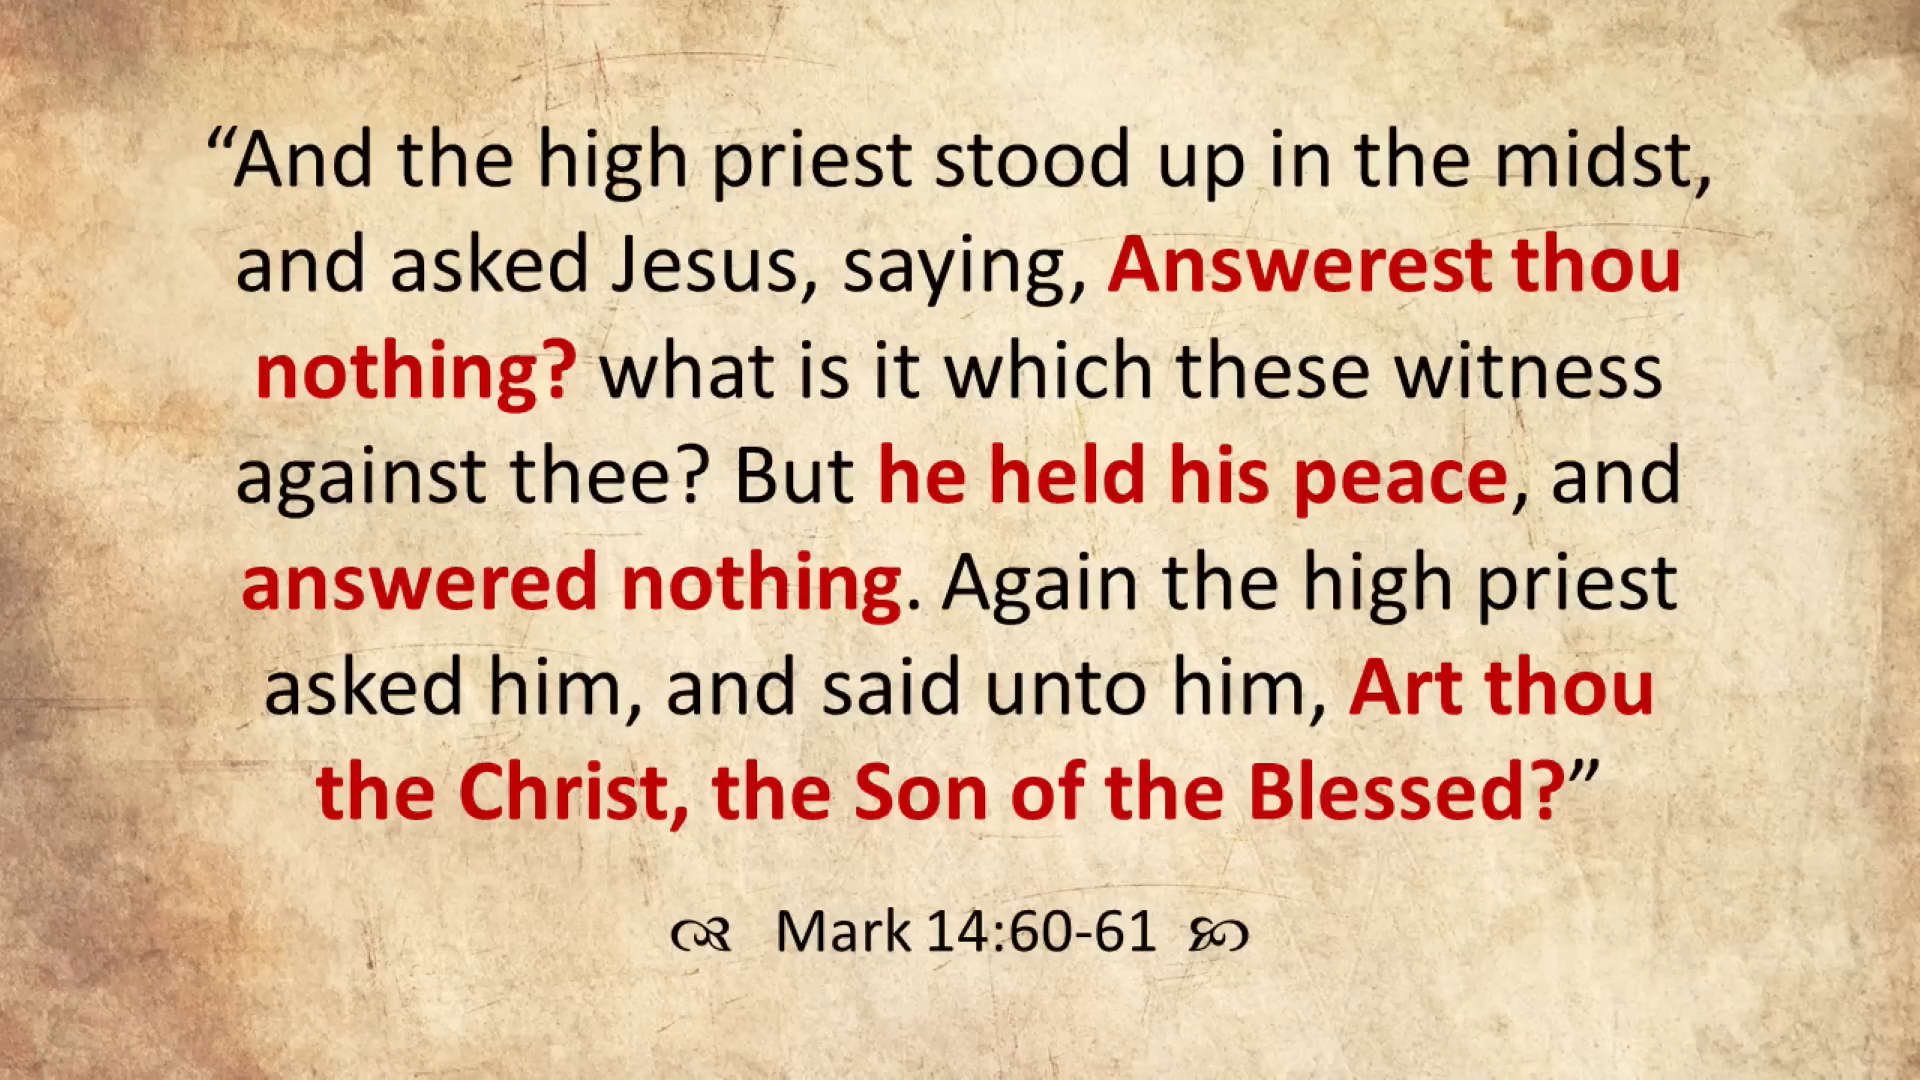 “And the high priest stood up in the midst,
and asked Jesus, saying, Answerest thou
nothing? what is it which these witness
against thee? But he held his peace, and
answered nothing. Again the high priest
asked him, and said unto him, Art thou
the Christ, the Son of the Blessed?”
Mark 14:60-61